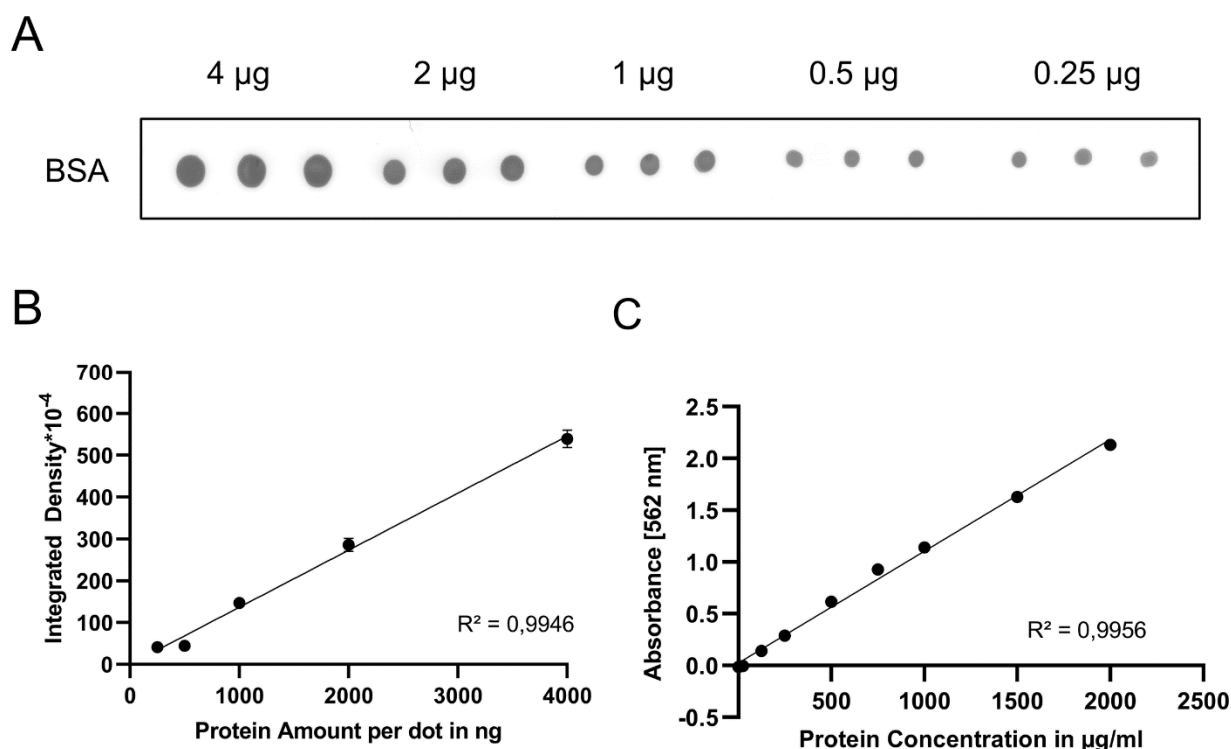 A
4 µg 2 µg 1 µg 0.5 µg 0.25 µg
BSA
B
700
600
500
400
300
200
100
0
Integrated Density*10-4
R² = 0,9946
0 1000 2000 3000 4000
Protein Amount per dot in ng
C
2.5
2.0
1.5
1.0
0.5
0.0
-0.5
Absorbance [562 nm]
R² = 0,9956
500 1000 1500 2000 2500
Protein Concentration in µg/ml